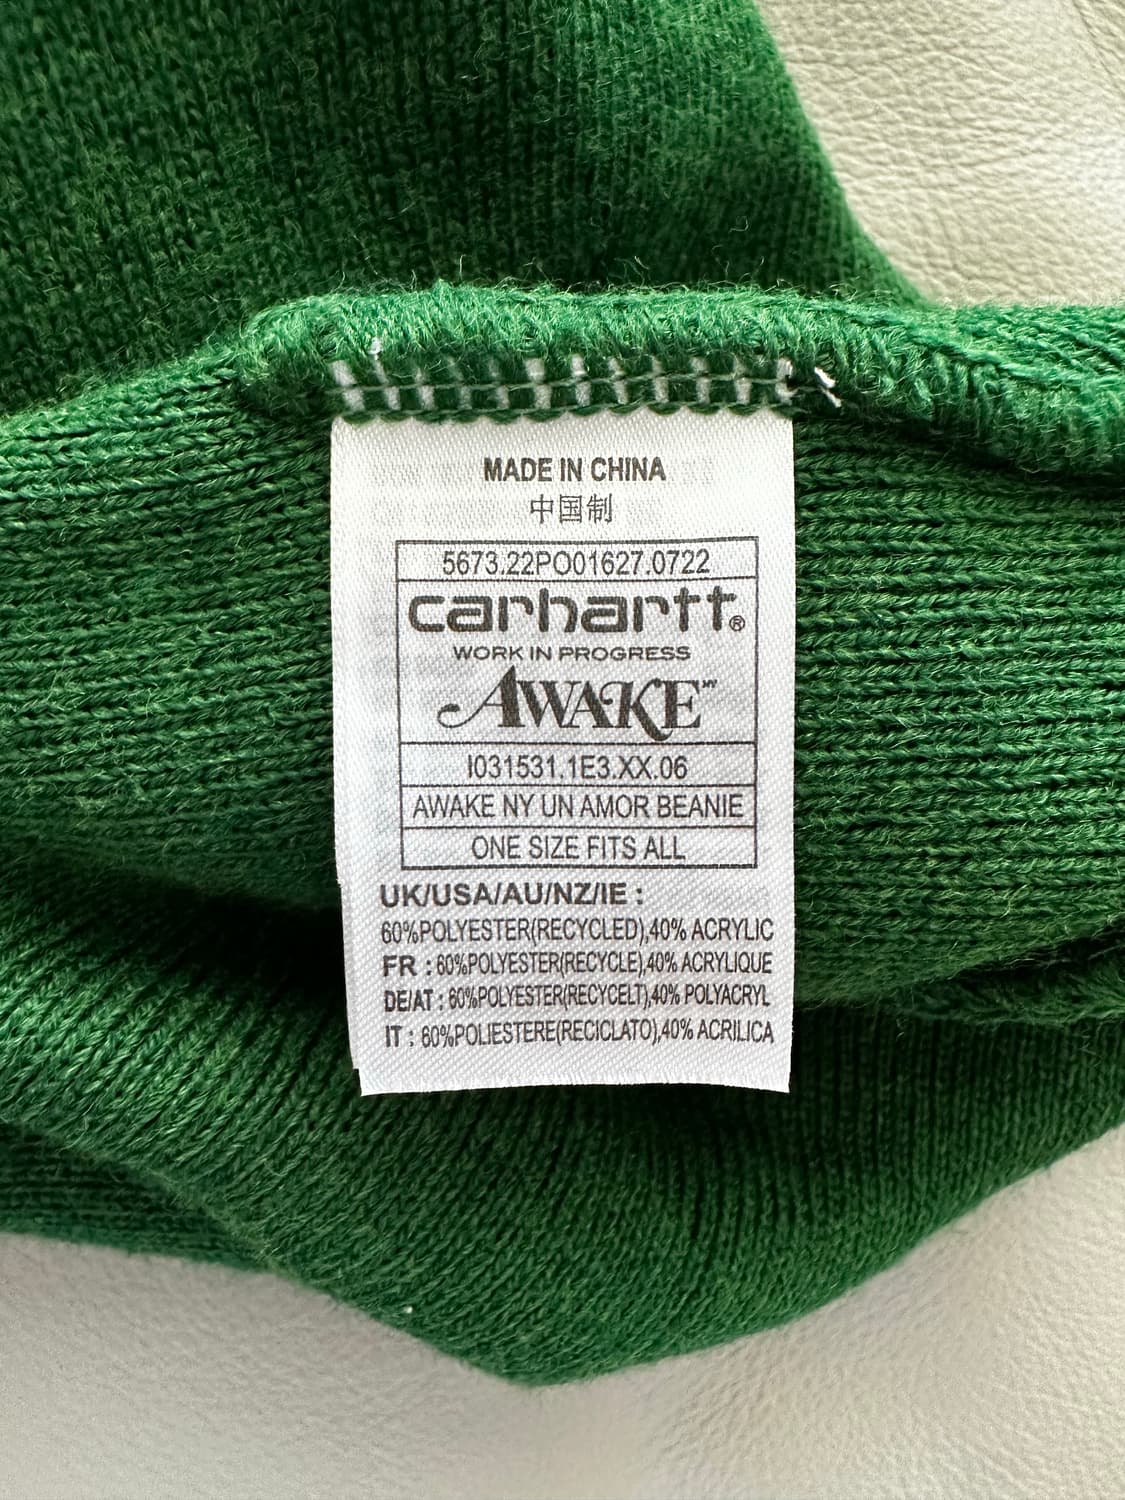 MADE IN CHINA
中国制
5673.22PO01627.0722
carhartt®
WORK IN PROGRESS
AWAKE NY
I031531.1E3.XX.06
AWAKE NY UN AMOR BEANIE
ONE SIZE FITS ALL
UK/USA/AU/NZ/IE :
60%POLYESTER(RECYCLED),40% ACRYLIC
FR : 60%POLYESTER(RECYCLE),40% ACRYLIQUE
DE/AT : 60%POLYESTER(RECYCELT),40% POLYACRYL
IT : 60%POLIESTERE(RECICLATO),40% ACRILICA